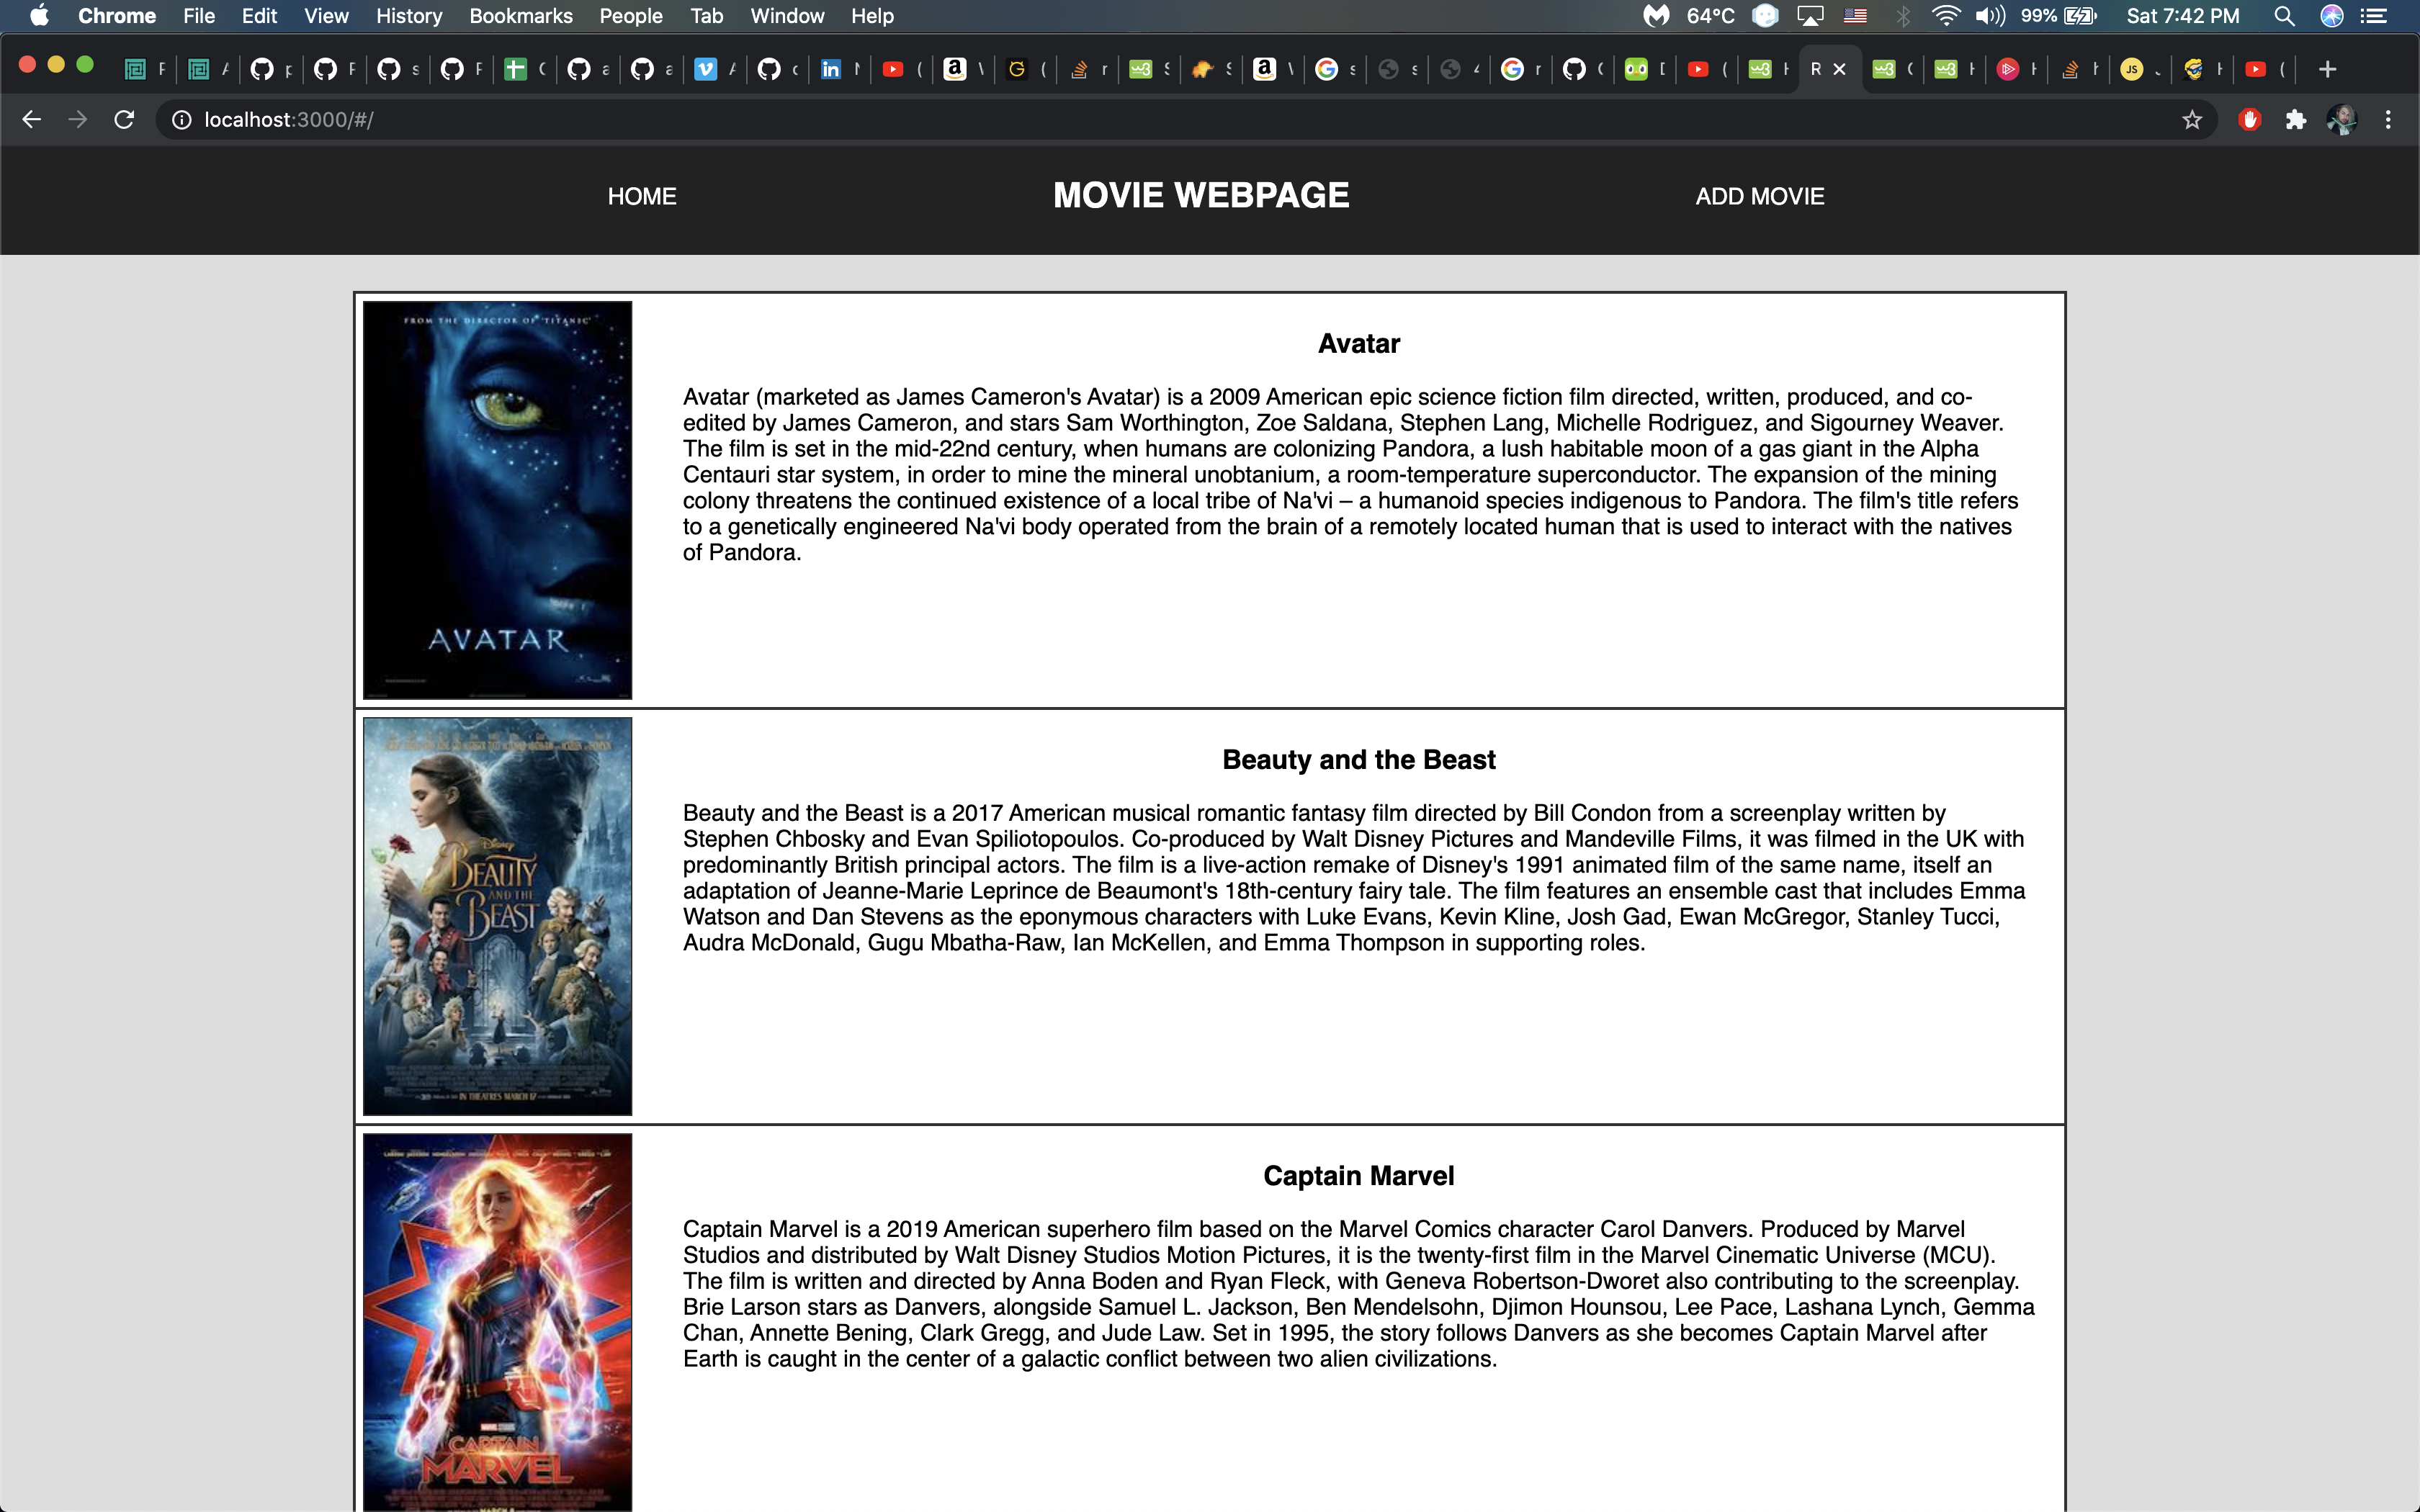 Chrome File Edit View History Bookmarks People Tab Window Help 64°C 99% Sat 7:42 PM
localhost:3000/#/
HOME MOVIE WEBPAGE ADD MOVIE
FROM THE DIRECTOR OF 'TITANIC'
AVATAR
Avatar
Avatar (marketed as James Cameron's Avatar) is a 2009 American epic science fiction film directed, written, produced, and co-
edited by James Cameron, and stars Sam Worthington, Zoe Saldana, Stephen Lang, Michelle Rodriguez, and Sigourney Weaver.
The film is set in the mid-22nd century, when humans are colonizing Pandora, a lush habitable moon of a gas giant in the Alpha
Centauri star system, in order to mine the mineral unobtanium, a room-temperature superconductor. The expansion of the mining
colony threatens the continued existence of a local tribe of Na'vi – a humanoid species indigenous to Pandora. The film's title refers
to a genetically engineered Na'vi body operated from the brain of a remotely located human that is used to interact with the natives
of Pandora.
Disney
BEAUTY
AND THE
BEAST
IN THEATRES MARCH 17
Beauty and the Beast
Beauty and the Beast is a 2017 American musical romantic fantasy film directed by Bill Condon from a screenplay written by
Stephen Chbosky and Evan Spiliotopoulos. Co-produced by Walt Disney Pictures and Mandeville Films, it was filmed in the UK with
predominantly British principal actors. The film is a live-action remake of Disney's 1991 animated film of the same name, itself an
adaptation of Jeanne-Marie Leprince de Beaumont's 18th-century fairy tale. The film features an ensemble cast that includes Emma
Watson and Dan Stevens as the eponymous characters with Luke Evans, Kevin Kline, Josh Gad, Ewan McGregor, Stanley Tucci,
Audra McDonald, Gugu Mbatha-Raw, Ian McKellen, and Emma Thompson in supporting roles.
CAPTAIN
MARVEL
Captain Marvel
Captain Marvel is a 2019 American superhero film based on the Marvel Comics character Carol Danvers. Produced by Marvel
Studios and distributed by Walt Disney Studios Motion Pictures, it is the twenty-first film in the Marvel Cinematic Universe (MCU).
The film is written and directed by Anna Boden and Ryan Fleck, with Geneva Robertson-Dworet also contributing to the screenplay.
Brie Larson stars as Danvers, alongside Samuel L. Jackson, Ben Mendelsohn, Djimon Hounsou, Lee Pace, Lashana Lynch, Gemma
Chan, Annette Bening, Clark Gregg, and Jude Law. Set in 1995, the story follows Danvers as she becomes Captain Marvel after
Earth is caught in the center of a galactic conflict between two alien civilizations.